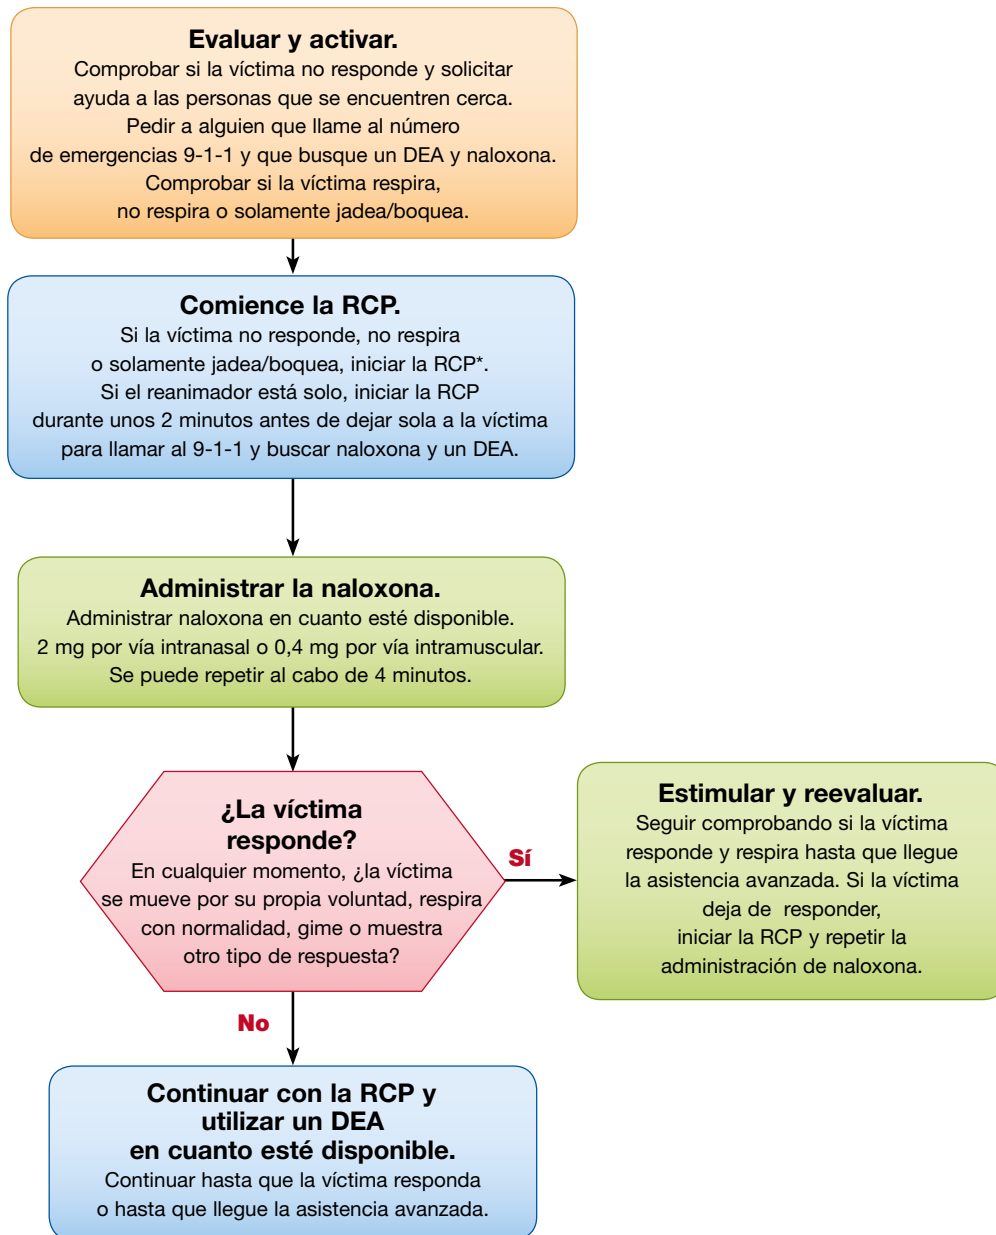 Evaluar y activar.
Comprobar si la víctima no responde y solicitar
ayuda a las personas que se encuentren cerca.
Pedir a alguien que llame al número
de emergencias 9-1-1 y que busque un DEA y naloxona.
Comprobar si la víctima respira,
no respira o solamente jadea/boquea.
Comience la RCP.
Si la víctima no responde, no respira
o solamente jadea/boquea, iniciar la RCP*.
Si el reanimador está solo, iniciar la RCP
durante unos 2 minutos antes de dejar sola a la víctima
para llamar al 9-1-1 y buscar naloxona y un DEA.
Administrar la naloxona.
Administrar naloxona en cuanto esté disponible.
2 mg por vía intranasal o 0,4 mg por vía intramuscular.
Se puede repetir al cabo de 4 minutos.
¿La víctima
responde?
En cualquier momento, ¿la víctima
se mueve por su propia voluntad, respira
con normalidad, gime o muestra
otro tipo de respuesta?
Sí
Estimular y reevaluar.
Seguir comprobando si la víctima
responde y respira hasta que llegue
la asistencia avanzada. Si la víctima
deja de responder,
iniciar la RCP y repetir la
administración de naloxona.
No
Continuar con la RCP y
utilizar un DEA
en cuanto esté disponible.
Continuar hasta que la víctima responda
o hasta que llegue la asistencia avanzada.